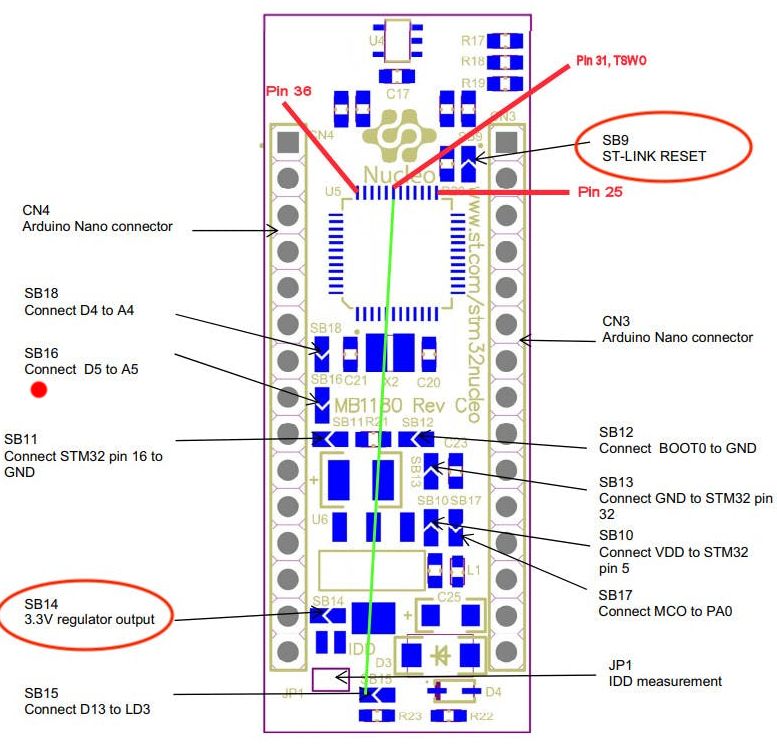 U4
R17
R18
R19
Pin 31, TSWO
Pin 36
C17
CN3
CN4
SB9
SB9
ST-LINK RESET
Nucleo
U5
Pin 25
www.st.com/stm32nucleo
CN4
Arduino Nano connector
SB18
Connect D4 to A4
SB18
CN3
Arduino Nano connector
SB16
Connect D5 to A5
SB16
C21
X2
C20
MB1180 Rev C
SB11
R21
SB12
C23
SB11
Connect STM32 pin 16 to
GND
SB12
Connect BOOT0 to GND
SB13
SB13
Connect GND to STM32 pin
32
+
SB10
SB17
U6
SB10
Connect VDD to STM32
pin 5
L1
SB17
Connect MCO to PA0
SB14
3.3V regulator output
SB14
C25
+
IDD
D3
JP1
IDD measurement
SB15
Connect D13 to LD3
JP1
SB15
D4
R23
R22